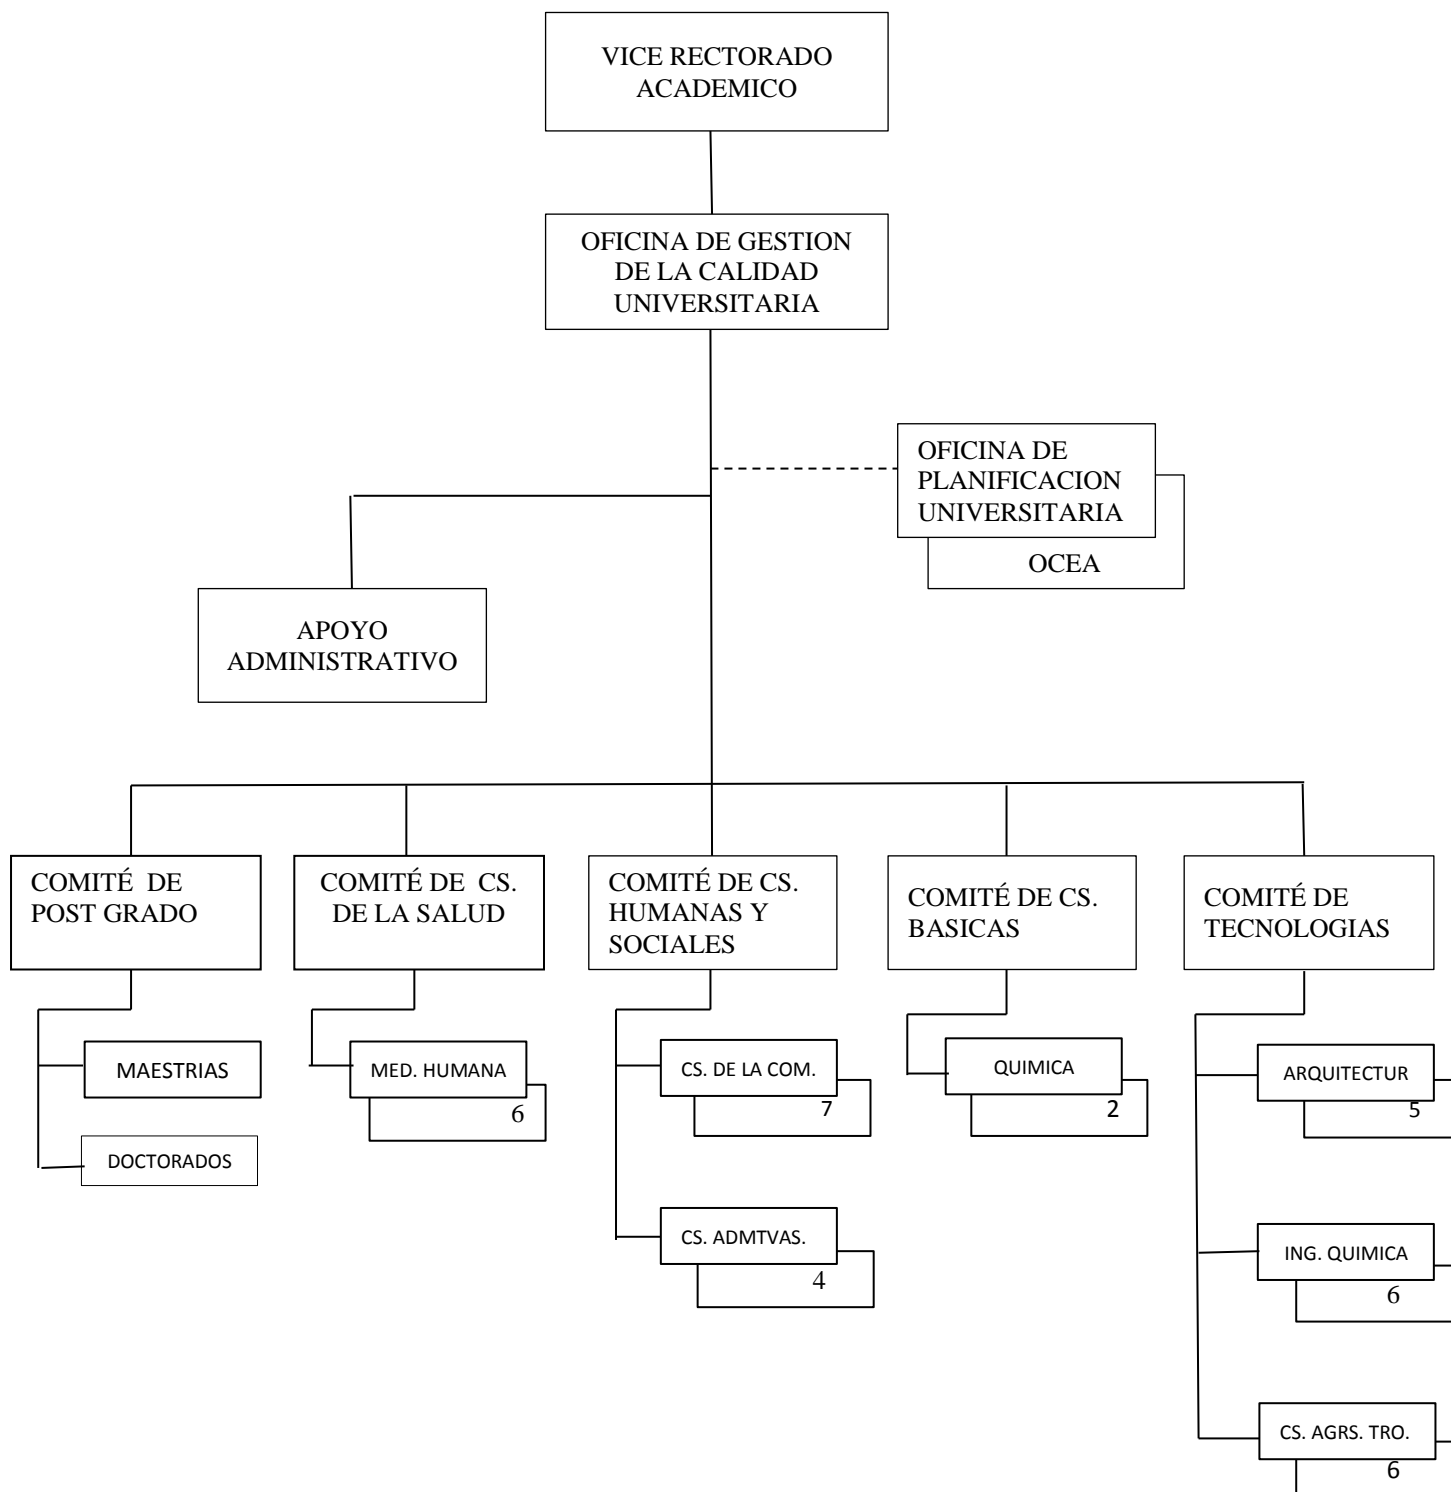 VICE RECTORADO
ACADEMICO
OFICINA DE GESTION
DE LA CALIDAD
UNIVERSITARIA
OFICINA DE
PLANIFICACION
UNIVERSITARIA
OCEA
APOYO
ADMINISTRATIVO
COMITÉ DE
POST GRADO
COMITÉ DE CS.
DE LA SALUD
COMITÉ DE CS.
HUMANAS Y
SOCIALES
COMITÉ DE CS.
BASICAS
COMITÉ DE
TECNOLOGIAS
MAESTRIAS
DOCTORADOS
MED. HUMANA
6
CS. DE LA COM.
7
CS. ADMTVAS.
4
QUIMICA
2
ARQUITECTUR
5
ING. QUIMICA
6
CS. AGRS. TRO.
6